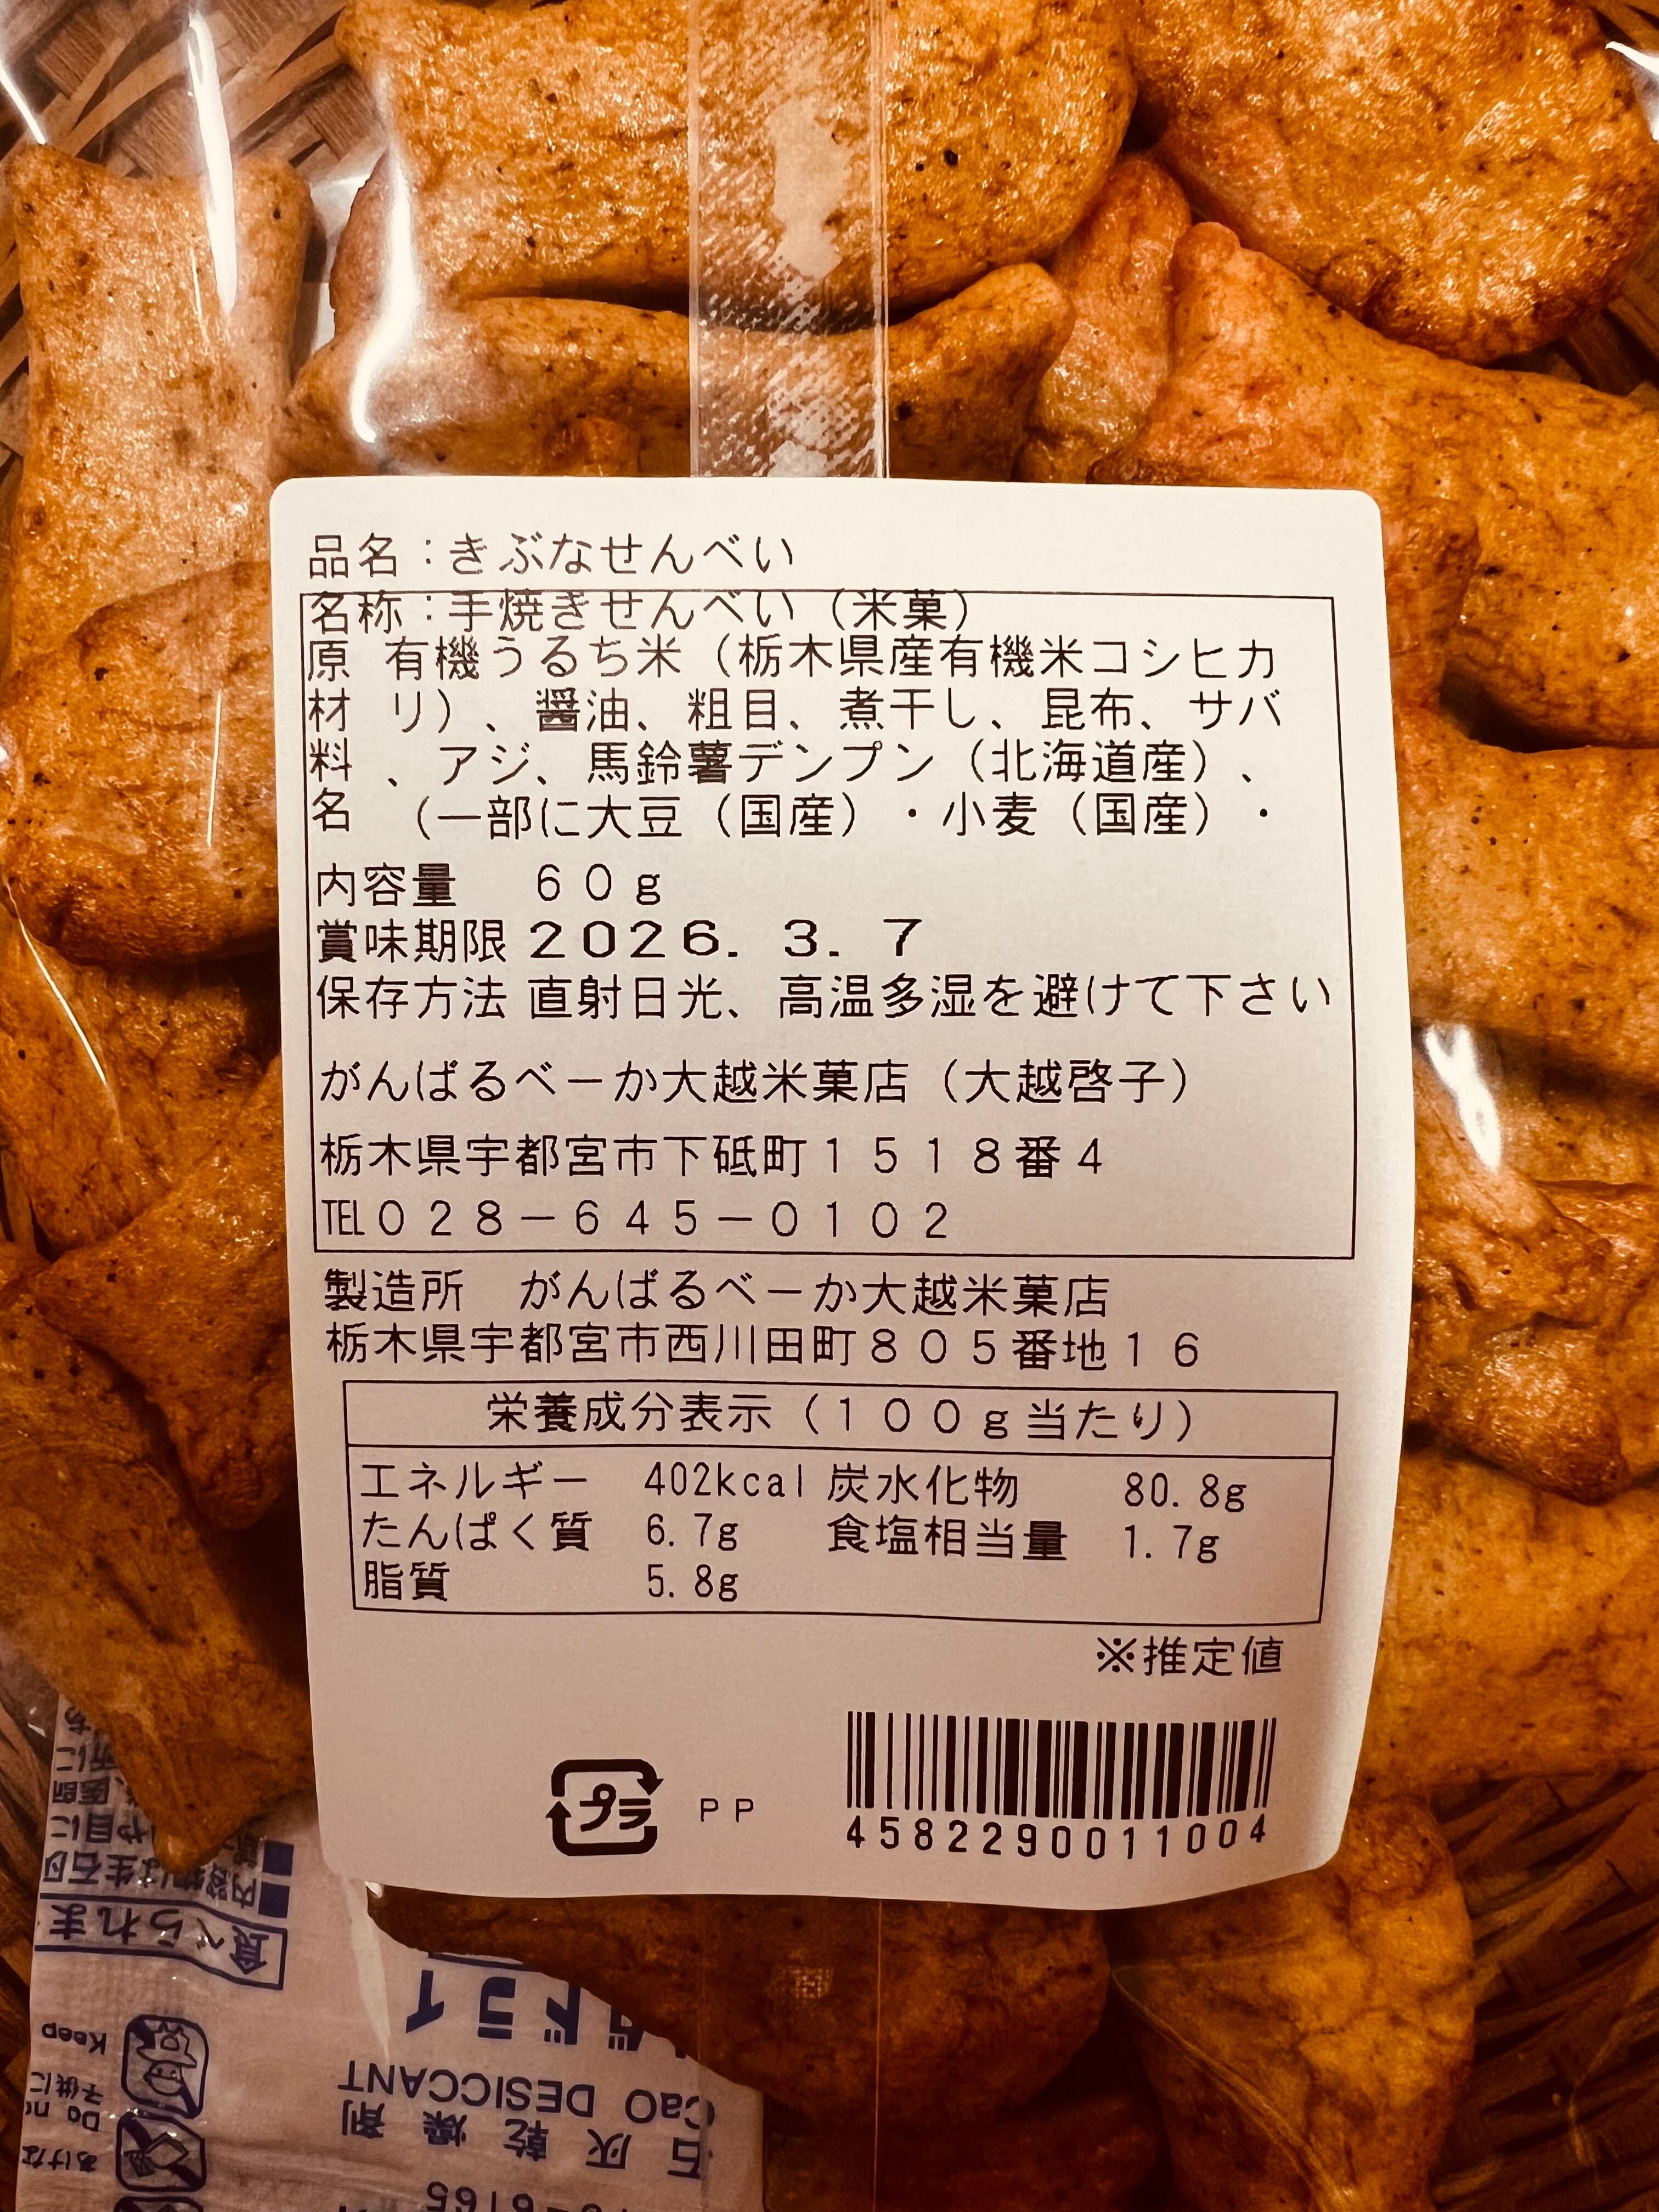 品名：きぶなせんべい
名称：手焼きせんべい（米菓）
原 有機うるち米（栃木県産有機米コシヒカ
材 リ）、醤油、粗目、煮干し、昆布、サバ
料 、アジ、馬鈴薯デンプン（北海道産）、
名 （一部に大豆（国産）・小麦（国産）・
内容量　６０ｇ
賞味期限 2026. 3. 7
保存方法 直射日光、高温多湿を避けて下さい
がんばるべーか大越米菓店（大越啓子）
栃木県宇都宮市下砥町１５１８番４
℡０２８－６４５－０１０２
製造所　がんばるべーか大越米菓店
栃木県宇都宮市西川田町８０５番地１６
栄養成分表示（１００ｇ当たり）
エネルギー　402kcal 炭水化物　80.8g
たんぱく質　6.7g　食塩相当量　1.7g
脂質　5.8g
※推定値
プラ ＰＰ
4582290011004
食べられま
ドライ
CaO DESICCANT
石灰乾燥剤
Keep
子供に